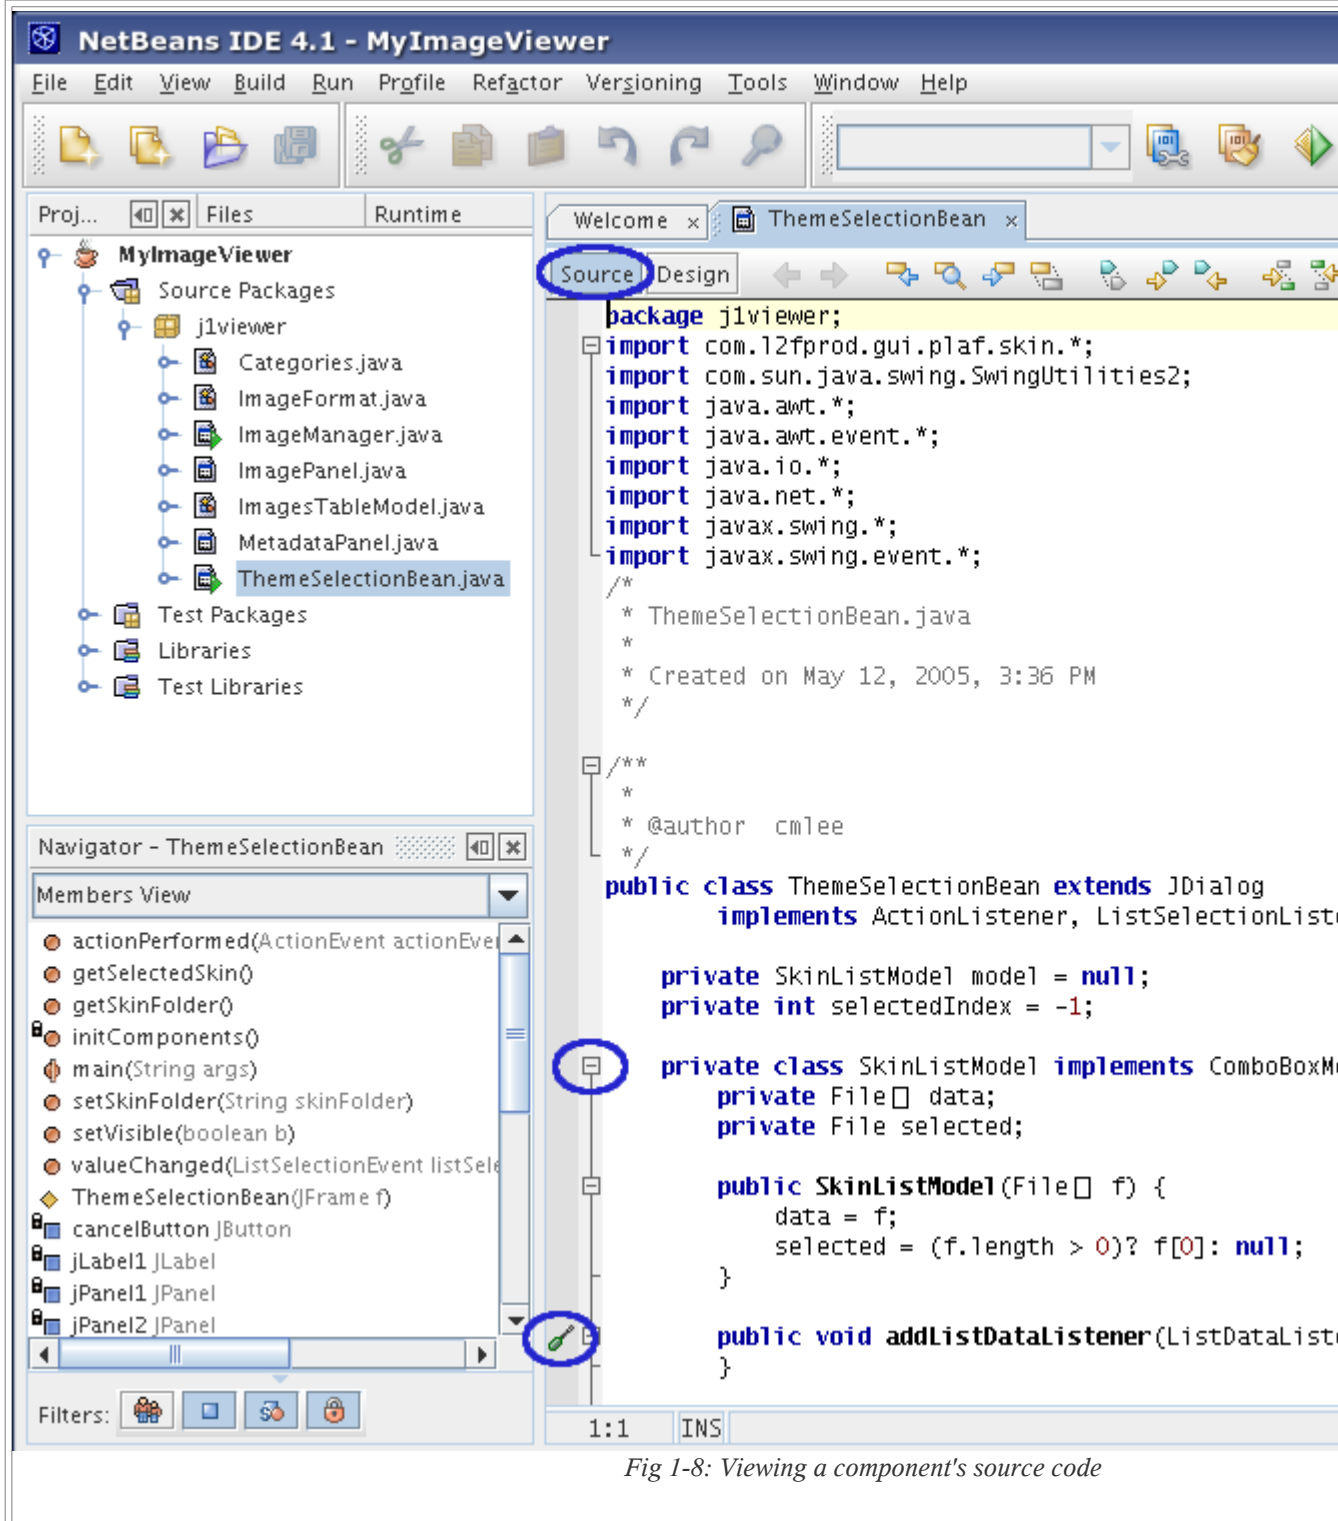 NetBeans IDE 4.1 - MyImageViewer
File Edit View Build Run Profile Refactor Versioning Tools Window Help
Proj... Files Runtime
MyImageViewer
Source Packages
j1viewer
Categories.java
ImageFormat.java
ImageManager.java
ImagePanel.java
ImagesTableModel.java
MetadataPanel.java
ThemeSelectionBean.java
Test Packages
Libraries
Test Libraries
Navigator - ThemeSelectionBean
Members View
actionPerformed(ActionEvent actionEve
getSelectedSkin()
getSkinFolder()
initComponents()
main(String args)
setSkinFolder(String skinFolder)
setVisible(boolean b)
valueChanged(ListSelectionEvent listSele
ThemeSelectionBean(JFrame f)
cancelButton JButton
jLabel1 JLabel
jPanel1 JPanel
jPanel2 JPanel
Filters:
Welcome x ThemeSelectionBean x
Source Design
package j1viewer;
import com.l2fprod.gui.plaf.skin.*;
import com.sun.java.swing.SwingUtilities2;
import java.awt.*;
import java.awt.event.*;
import java.io.*;
import java.net.*;
import javax.swing.*;
import javax.swing.event.*;
/*
* ThemeSelectionBean.java
*
* Created on May 12, 2005, 3:36 PM
*/
/**
*
* @author cmlee
*/
public class ThemeSelectionBean extends JDialog
implements ActionListener, ListSelectionListe
private SkinListModel model = null;
private int selectedIndex = -1;
private class SkinListModel implements ComboBoxMo
private File[] data;
private File selected;
public SkinListModel(File[] f) {
data = f;
selected = (f.length > 0)? f[0]: null;
}
public void addListDataListener(ListDataListe
}
1:1 INS
Fig 1-8: Viewing a component's source code